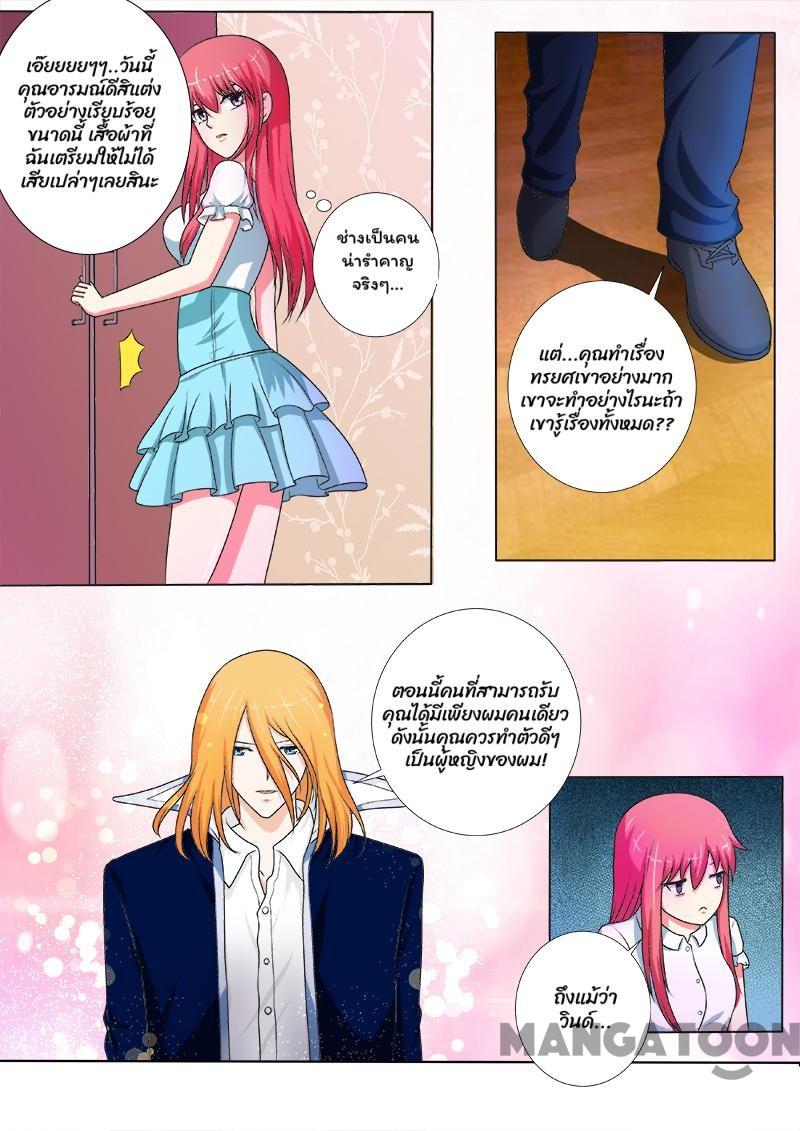 เอ๊ยยยยๆๆ..วันนี้
คุณอารมณ์ดีสิแต่ง
ตัวอย่างเรียบร้อย
ขนาดนี้ เสื้อผ้าที่
ฉันเตรียมให้ไม่ได้
เสียเปล่าๆเลยสินะ
ช่างเป็นคน
น่ารำคาญ
จริงๆ...
แต่...คุณทำเรื่อง
ทรยศเขาอย่างมาก
เขาจะทำอย่างไรนะถ้า
เขารู้เรื่องทั้งหมด??
ตอนนี้คนที่สามารถรับ
คุณได้มีเพียงผมคนเดียว
ดังนั้นคุณควรทำตัวดีๆ
เป็นผู้หญิงของผม!
ถึงแม้ว่า
วินด์...
MANGATOON